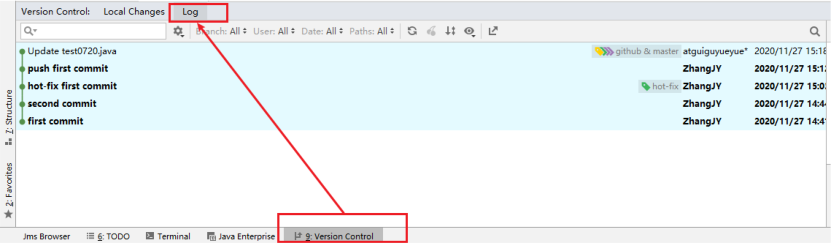 Version Control: Local Changes Log
Branch: All User: All Date: All Paths: All
Update test0720.java github & master atguiguyueyue* 2020/11/27 15:18
push first commit ZhangJY 2020/11/27 15:1
hot-fix first commit hot-fix ZhangJY 2020/11/27 15:0
second commit ZhangJY 2020/11/27 14:4
first commit ZhangJY 2020/11/27 14:4
Z: Structure
2: Favorites
Jms Browser 6: TODO Terminal Java Enterprise 9: Version Control